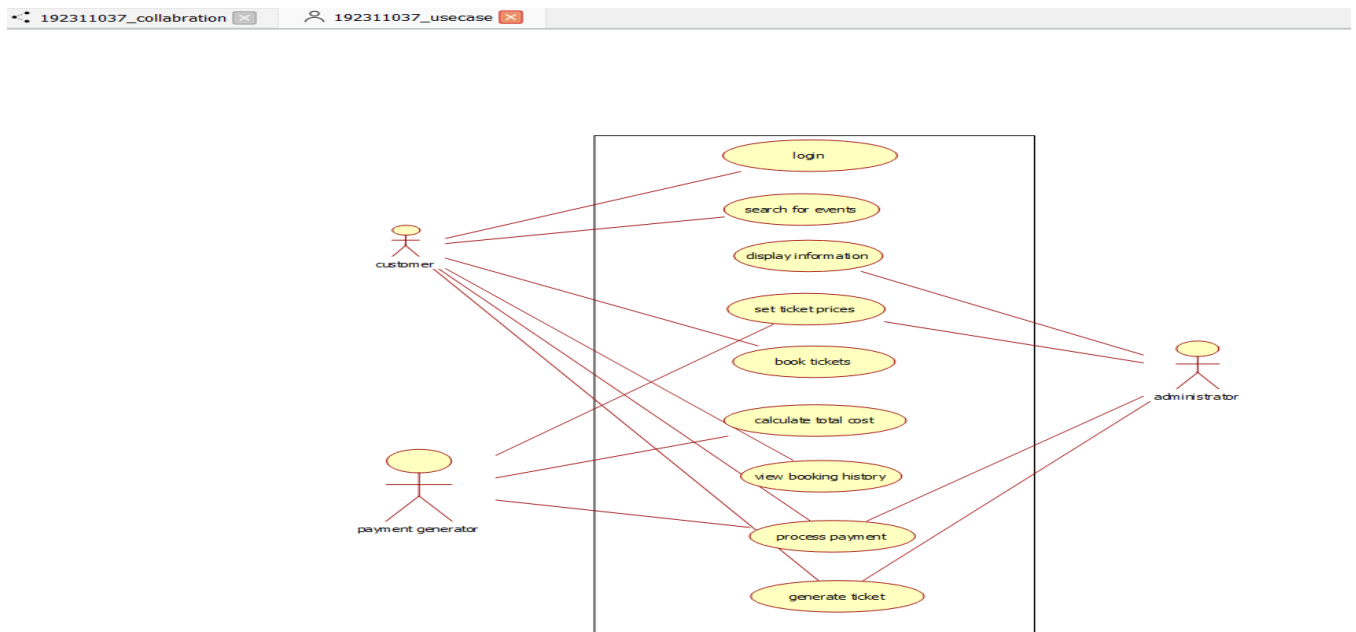 192311037_collabration
192311037_usecase
login
search for events
customer
display information
set ticket prices
book tickets
administrator
calculate total cost
view booking history
payment generator
process payment
generate ticket